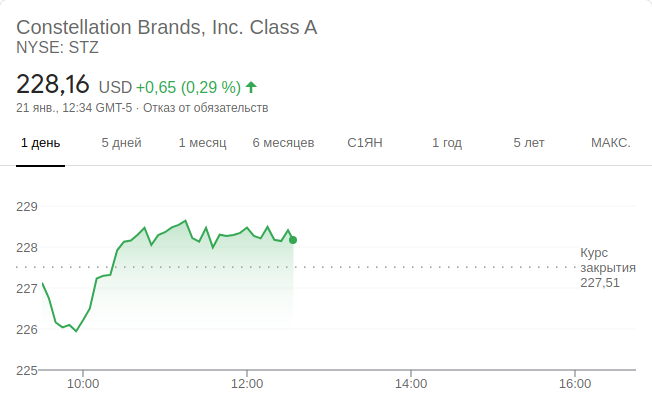 Constellation Brands, Inc. Class A
NYSE: STZ
228,16 USD +0,65 (0,29 %)
21 янв., 12:34 GMT-5 · Отказ от обязательств
1 день 5 дней 1 месяц 6 месяцев С1ЯН 1 год 5 лет МАКС.
229
228
Курс
закрытия
227,51
227
226
225
10:00 12:00 14:00 16:00